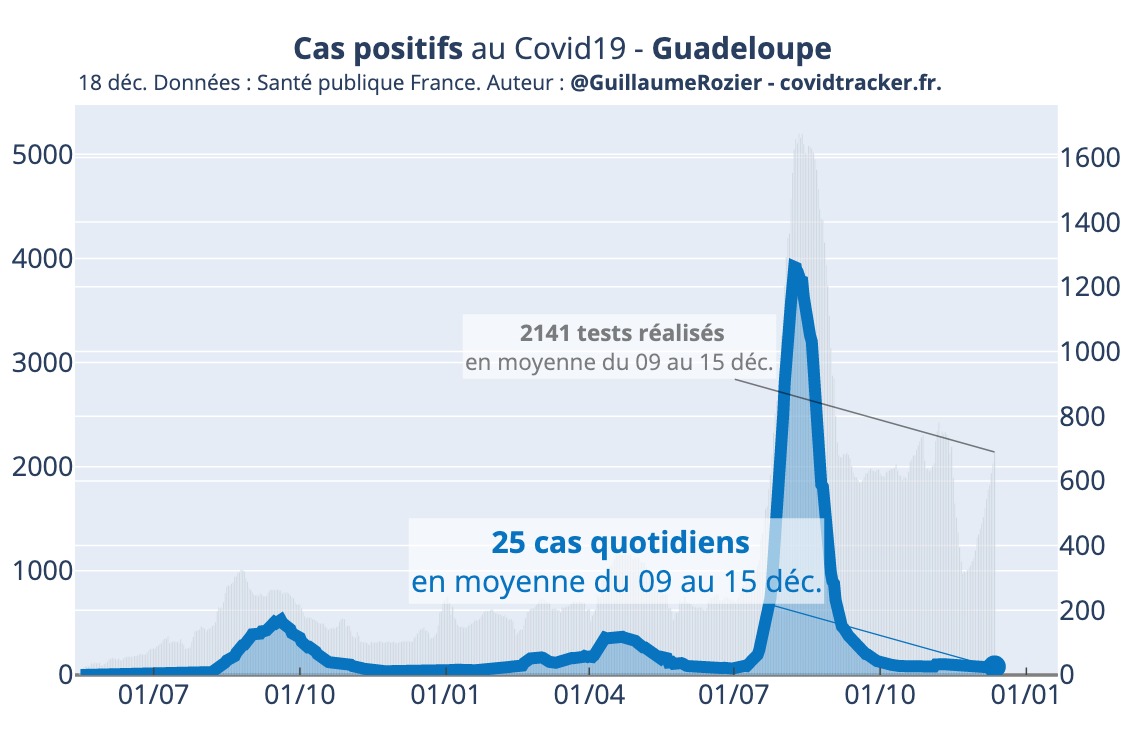 Cas positifs au Covid19 - Guadeloupe
18 déc. Données : Santé publique France. Auteur : @GuillaumeRozier - covidtracker.fr.
5000
4000
3000
2000
1000
0
1600
1400
1200
1000
800
600
400
200
0
2141 tests réalisés
en moyenne du 09 au 15 déc.
25 cas quotidiens
en moyenne du 09 au 15 déc.
01/07 01/10 01/01 01/04 01/07 01/10 01/01